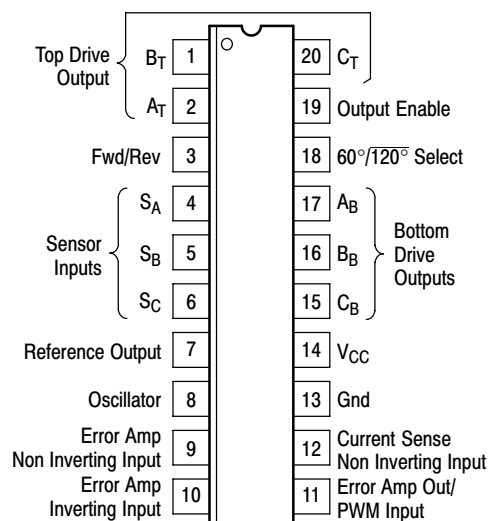 Top Drive
Output
B_T 1
A_T 2
Fwd/Rev 3
Sensor
Inputs
S_A 4
S_B 5
S_C 6
Reference Output 7
Oscillator 8
Error Amp
Non Inverting Input 9
Error Amp
Inverting Input 10
20 C_T
19 Output Enable
18 60°/120° Select
17 A_B
16 B_B
15 C_B
Bottom
Drive
Outputs
14 V_CC
13 Gnd
12 Current Sense
Non Inverting Input
11 Error Amp Out/
PWM Input